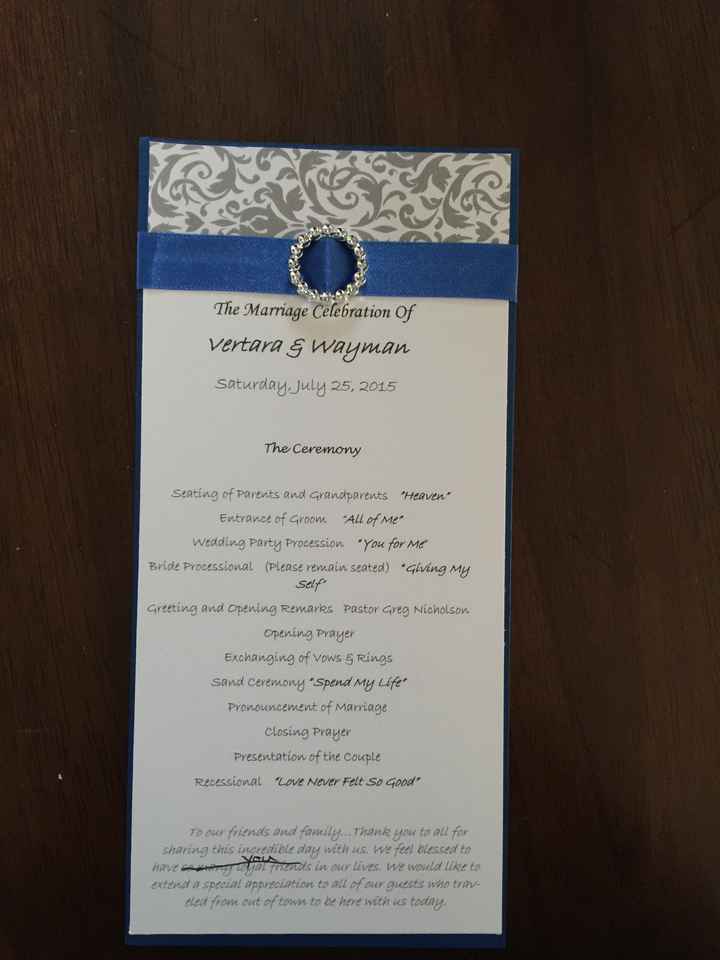 The Marriage Celebration Of
Vertara & Wayman
Saturday, July 25, 2015
The Ceremony
Seating of Parents and Grandparents "Heaven"
Entrance of Groom "All of Me"
Wedding Party Procession "You for Me"
Bride Processional (Please remain seated) "Giving My
Self"
Greeting and Opening Remarks Pastor Greg Nicholson
Opening Prayer
Exchanging of Vows & Rings
Sand Ceremony "Spend My Life"
Pronouncement of Marriage
Closing Prayer
Presentation of the Couple
Recessional "Love Never Felt So Good"
To our friends and family...Thank you to all for
sharing this incredible day with us. We feel blessed to
you
have so many loyal friends in our lives. We would like to
extend a special appreciation to all of our guests who trav-
eled from out of town to be here with us today.